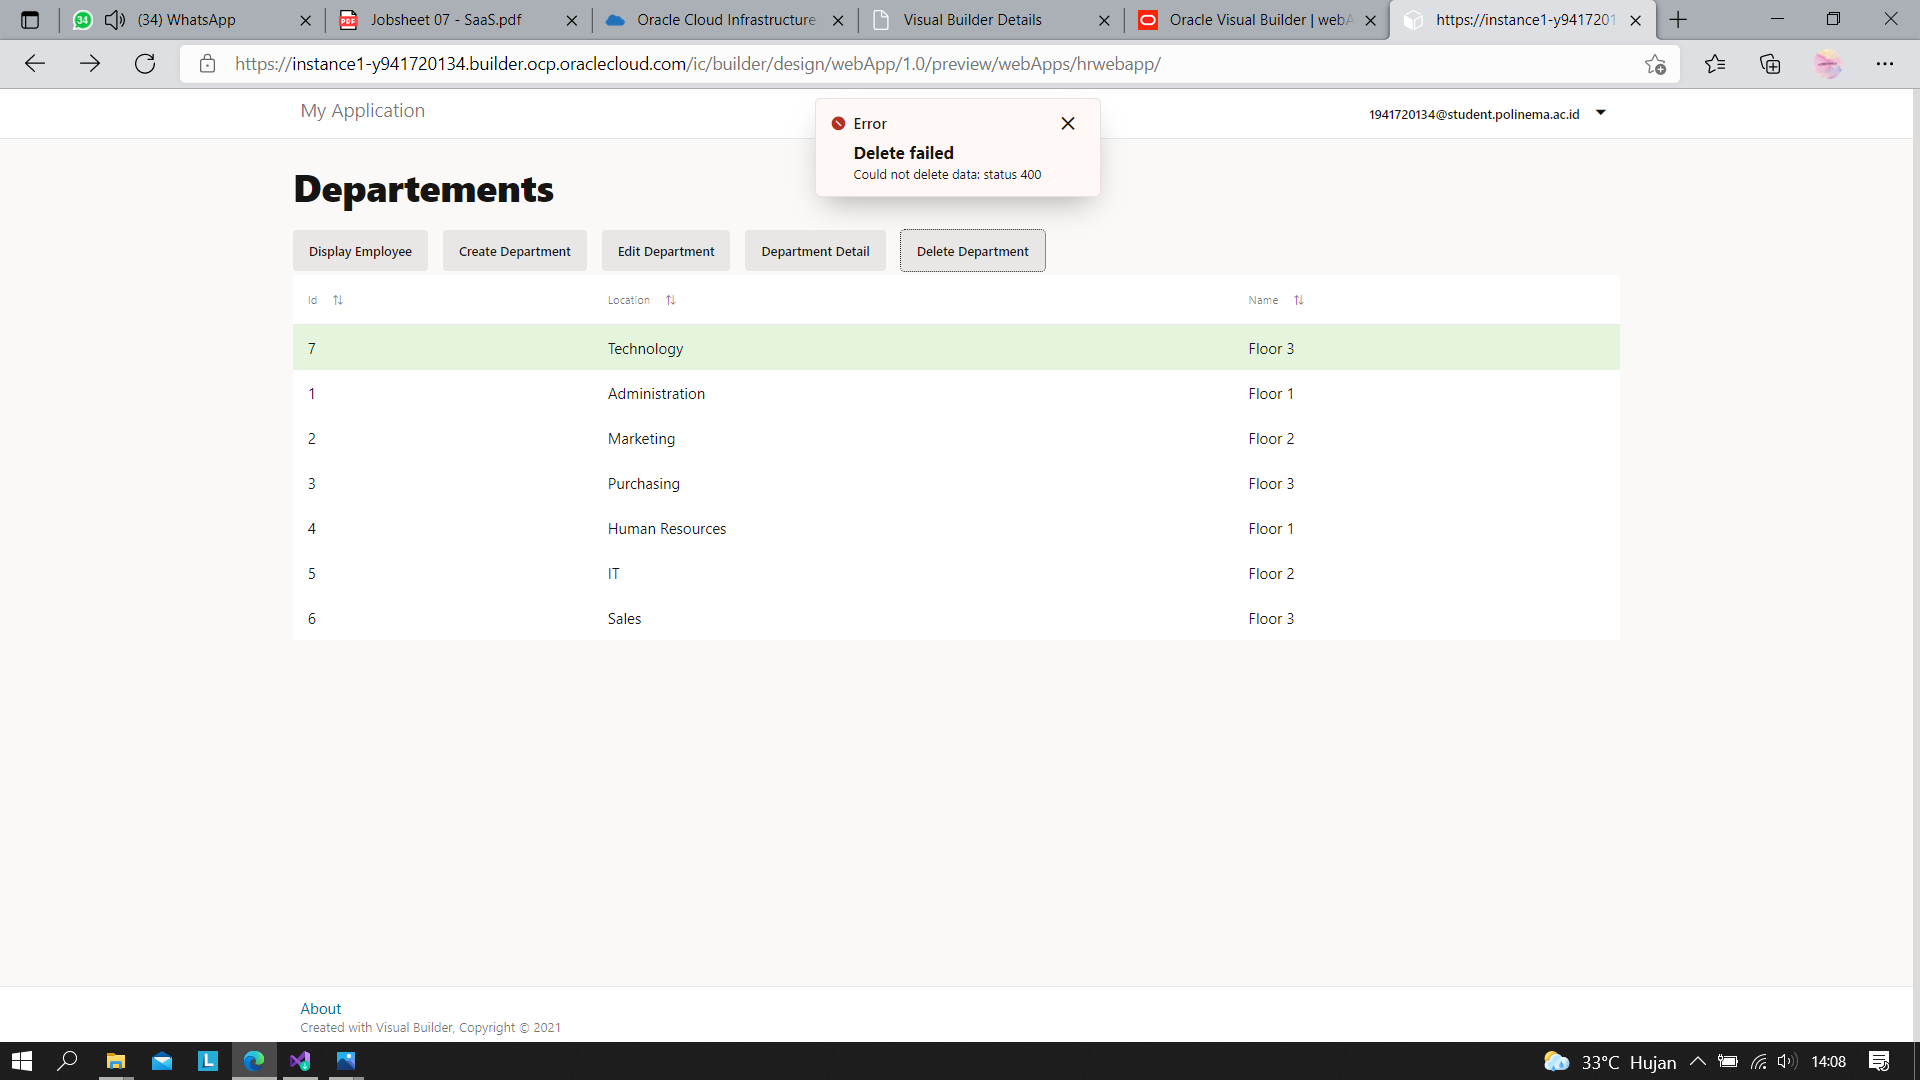 (34) WhatsApp
Jobsheet 07 - SaaS.pdf
Oracle Cloud Infrastructure
Visual Builder Details
Oracle Visual Builder | webA
https://instance1-y9417201
https://instance1-y941720134.builder.ocp.oraclecloud.com/ic/builder/design/webApp/1.0/preview/webApps/hrwebapp/
My Application
1941720134@student.polinema.ac.id
Error
Delete failed
Could not delete data: status 400
Departements
Display Employee
Create Department
Edit Department
Department Detail
Delete Department
Id Location Name
7 Technology Floor 3
1 Administration Floor 1
2 Marketing Floor 2
3 Purchasing Floor 3
4 Human Resources Floor 1
5 IT Floor 2
6 Sales Floor 3
About
Created with Visual Builder, Copyright © 2021
33°C Hujan
14:08